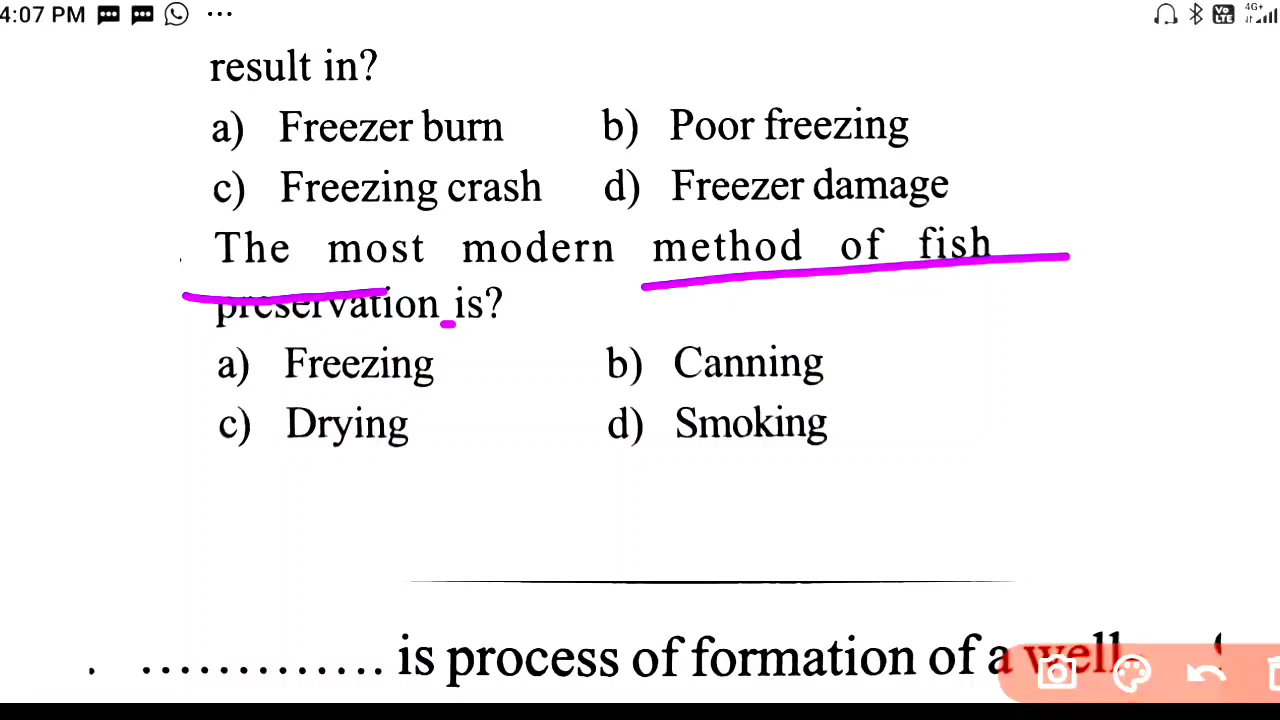 4:07 PM
result in?
a) Freezer burn b) Poor freezing
c) Freezing crash d) Freezer damage
The most modern method of fish
preservation is?
a) Freezing b) Canning
c) Drying d) Smoking
. ............. is process of formation of a well